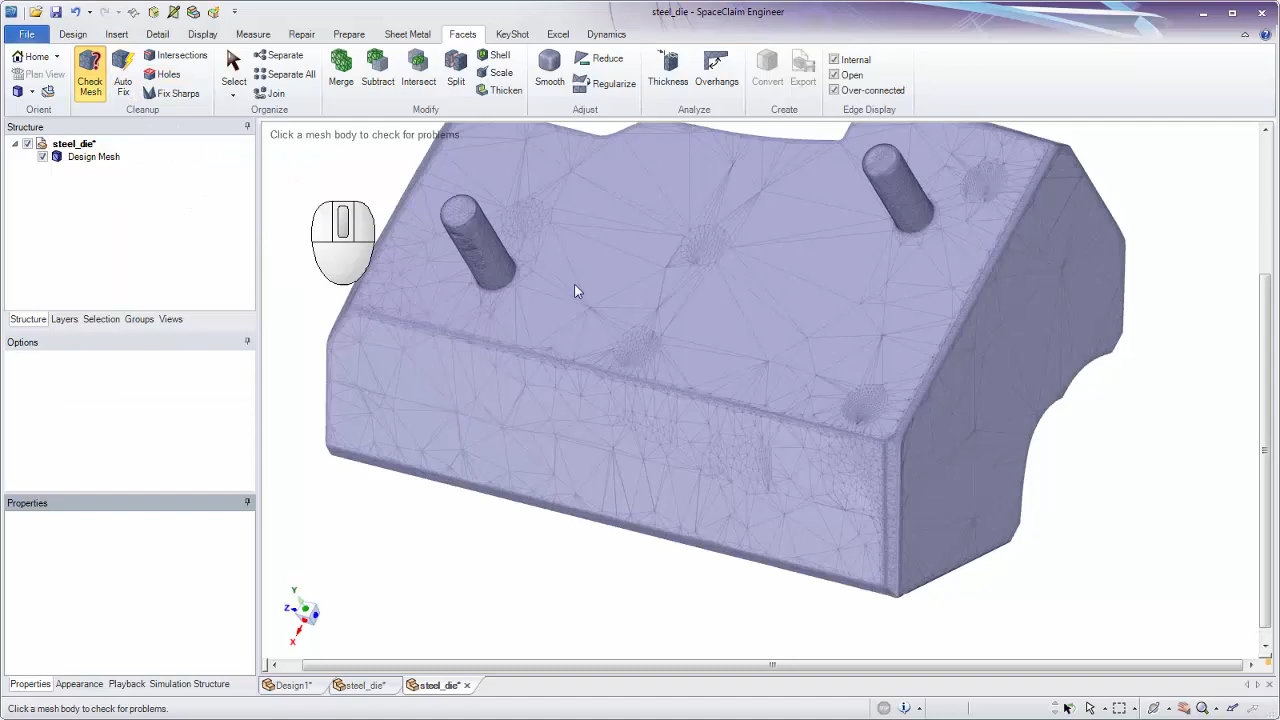 steel_die - SpaceClaim Engineer
File Design Insert Detail Display Measure Repair Prepare Sheet Metal Facets KeyShot Excel Dynamics
Home
Plan View
Orient
Check Mesh
Auto Fix
Intersections
Holes
Fix Sharps
Cleanup
Select
Separate
Separate All
Join
Organize
Merge
Subtract
Intersect
Split
Shell
Scale
Thicken
Modify
Smooth
Reduce
Regularize
Adjust
Thickness
Overhangs
Analyze
Convert
Export
Create
Internal
Open
Over-connected
Edge Display
Structure
steel_die*
Design Mesh
Structure Layers Selection Groups Views
Options
Properties
Properties Appearance Playback Simulation Structure
Click a mesh body to check for problems
Y
Z
X
Design1* steel_die* steel_die*
Click a mesh body to check for problems.